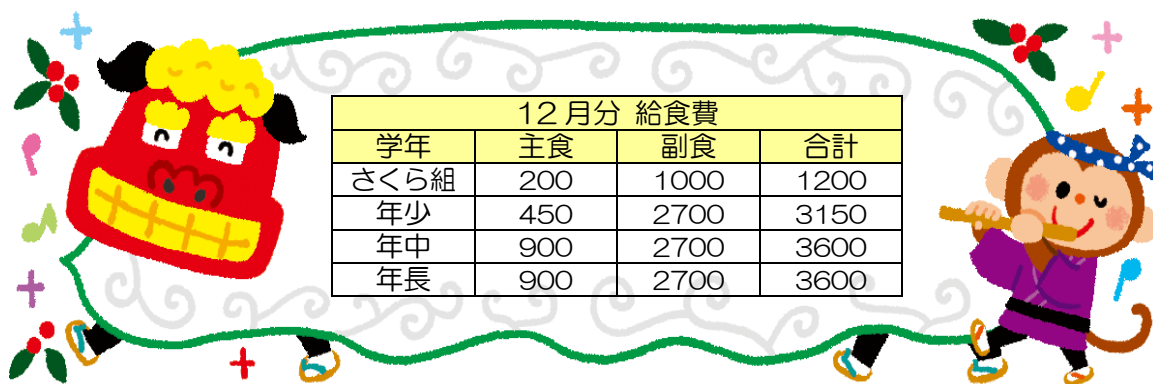 12月分 給食費
学年 主食 副食 合計
さくら組 200 1000 1200
年少 450 2700 3150
年中 900 2700 3600
年長 900 2700 3600